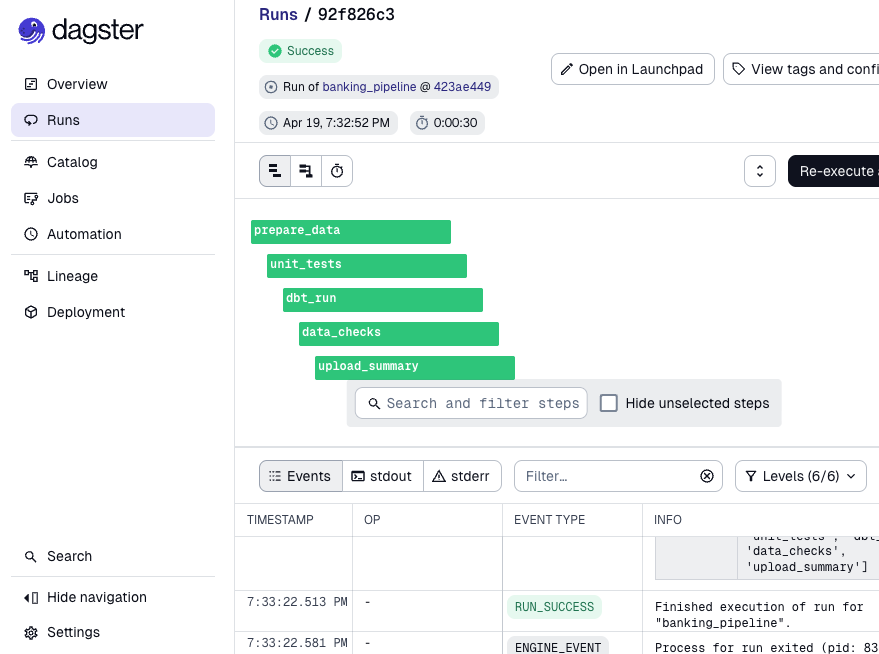 dagster
Overview
Runs
Catalog
Jobs
Automation
Lineage
Deployment
Search
Hide navigation
Settings
Runs / 92f826c3
Success
Run of banking_pipeline @ 423ae449
Apr 19, 7:32:52 PM 0:00:30
Open in Launchpad
View tags and confi
Re-execute
prepare_data
unit_tests
dbt_run
data_checks
upload_summary
Search and filter steps
Hide unselected steps
Events stdout stderr Filter… Levels (6/6)
TIMESTAMP OP EVENT TYPE INFO
'unit_tests', 'dbt_
'data_checks',
'upload_summary']
7:33:22.513 PM - RUN_SUCCESS Finished execution of run for
"banking_pipeline".
7:33:22.581 PM - ENGINE_EVENT Process for run exited (pid: 83